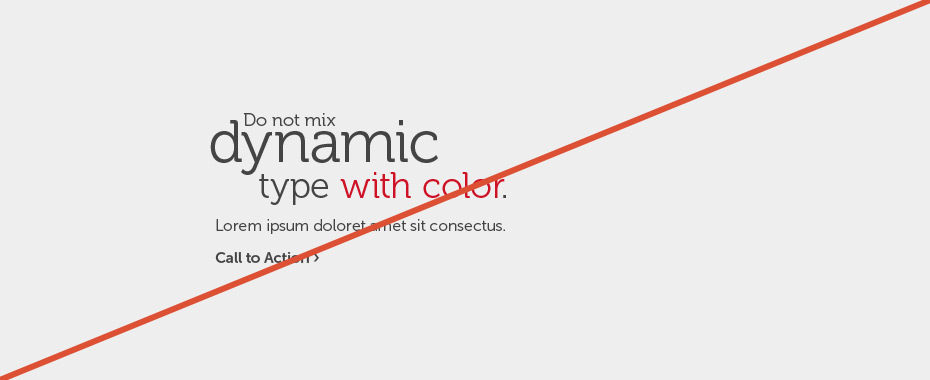 Do not mix
dynamic
type with color.
Lorem ipsum doloret amet sit consectus.
Call to Action ›